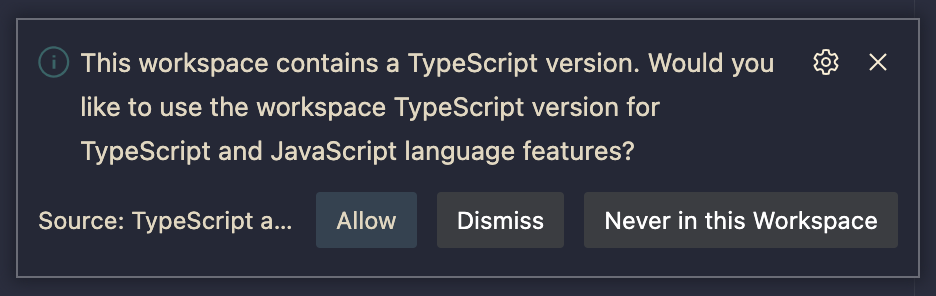 This workspace contains a TypeScript version. Would you
like to use the workspace TypeScript version for
TypeScript and JavaScript language features?
Source: TypeScript a...
Allow
Dismiss
Never in this Workspace